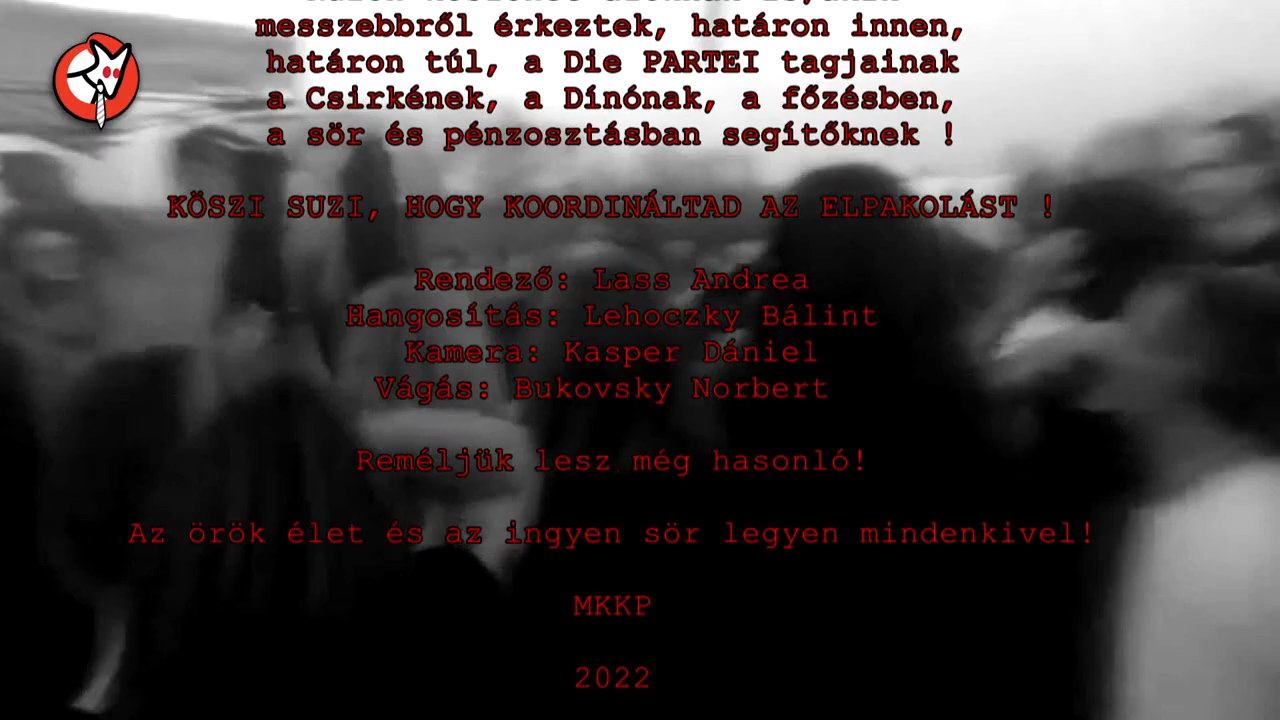 messzebbről érkeztek, határon innen,
határon túl, a Die PARTEI tagjainak
a Csirkének, a Dínónak, a főzésben,
a sör és pénzosztásban segítőknek !
KÖSZI SUZI, HOGY KOORDINÁLTAD AZ ELPAKOLÁST !
Rendező: Lass Andrea
Hangosítás: Lehoczky Bálint
Kamera: Kasper Dániel
Vágás: Bukovsky Norbert
Reméljük lesz még hasonló!
Az örök élet és az ingyen sör legyen mindenkivel!
MKKP
2022